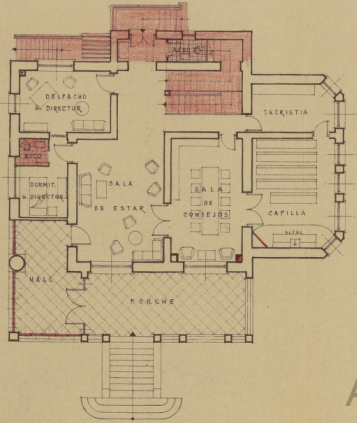 ASEO
DESPACHO
DIRECTOR
SACRISTIA
ASEO
DORMIT.
DIRECTOR
SALA
DE ESTAR
SALA
DE
CONSEJOS
CAPILLA
ALTAR
HALL
PORCHE
A